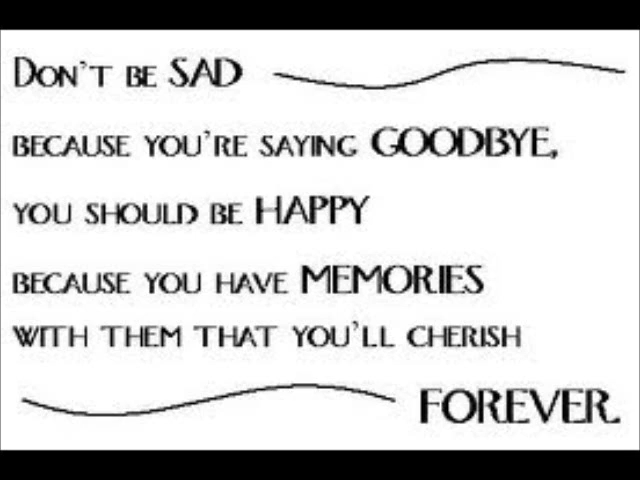 DON'T BE SAD
BECAUSE YOU'RE SAYING GOODBYE,
YOU SHOULD BE HAPPY
BECAUSE YOU HAVE MEMORIES
WITH THEM THAT YOU'LL CHERISH
FOREVER.